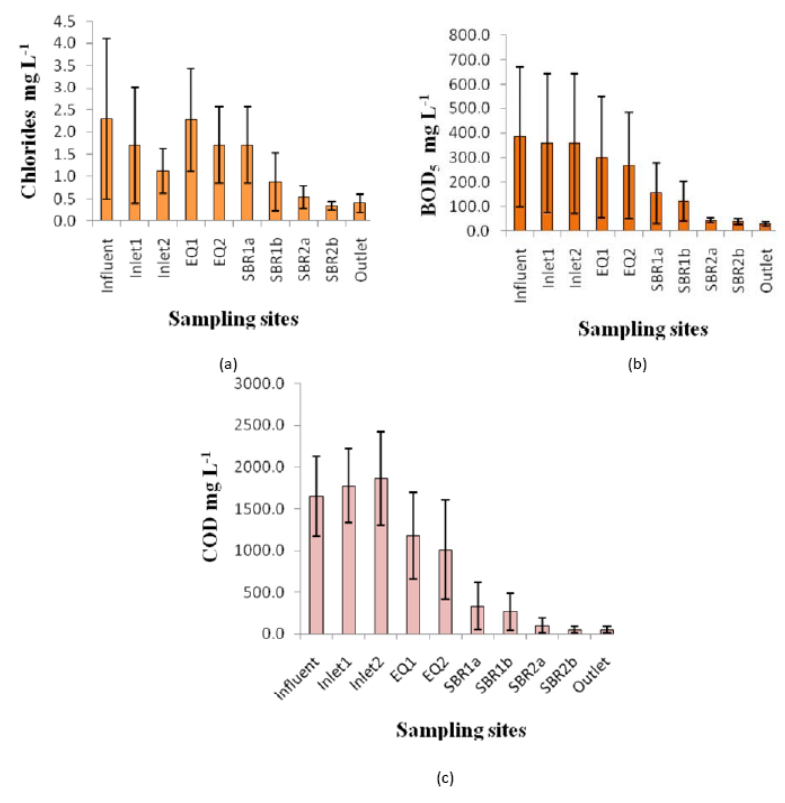 4.5
4.0
3.5
3.0
2.5
2.0
1.5
1.0
0.5
0.0
Chlorides mg L-1
Influent
Inlet1
Inlet2
EQ1
EQ2
SBR1a
SBR1b
SBR2a
SBR2b
Outlet
Sampling sites
(a)
800.0
700.0
600.0
500.0
400.0
300.0
200.0
100.0
0.0
BOD5 mg L-1
Influent
Inlet1
Inlet2
EQ1
EQ2
SBR1a
SBR1b
SBR2a
SBR2b
Outlet
Sampling sites
(b)
3000.0
2500.0
2000.0
1500.0
1000.0
500.0
0.0
COD mg L-1
Influent
Inlet1
Inlet2
EQ1
EQ2
SBR1a
SBR1b
SBR2a
SBR2b
Outlet
Sampling sites
(c)